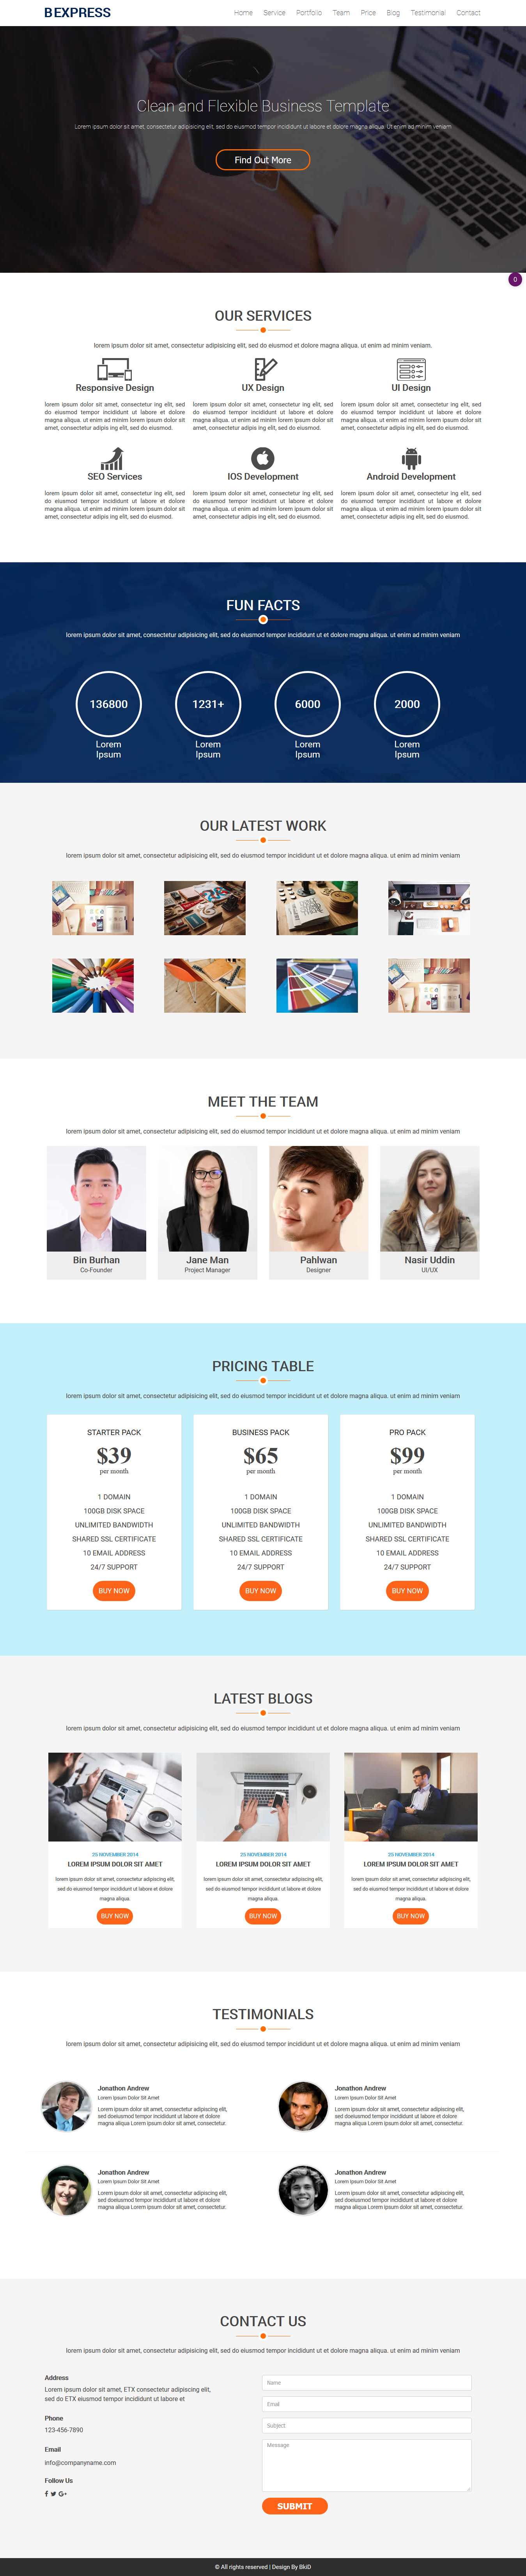 BEXPRESS
Home Service Portfolio Team Price Blog Testimonial Contact
Clean and Flexible Business Template
Lorem ipsum dolor sit amet, consectetur adipisicing elit, sed do eiusmod tempor incididunt ut labore et dolore magna aliqua. Ut enim ad minim veniam
Find Out More
0
OUR SERVICES
lorem ipsum dolor sit amet, consectetur adipisicing elit, sed do eiusmod et dolore magna aliqua. ut enim ad minim veniam.
Responsive Design
lorem ipsum dolor sit amet, consectetur ing elit, sed
do eiusmod tempor incididunt ut labore et dolore
magna aliqua. ut enim ad minim lorem ipsum dolor sit
amet, consectetur adipis ing elit, sed do eiusmod.
UX Design
lorem ipsum dolor sit amet, consectetur ing elit, sed
do eiusmod tempor incididunt ut labore et dolore
magna aliqua. ut enim ad minim lorem ipsum dolor sit
amet, consectetur adipis ing elit, sed do eiusmod.
UI Design
lorem ipsum dolor sit amet, consectetur ing elit, sed
do eiusmod tempor incididunt ut labore et dolore
magna aliqua. ut enim ad minim lorem ipsum dolor sit
amet, consectetur adipis ing elit, sed do eiusmod.
SEO Services
lorem ipsum dolor sit amet, consectetur ing elit, sed
do eiusmod tempor incididunt ut labore et dolore
magna aliqua. ut enim ad minim lorem ipsum dolor sit
amet, consectetur adipis ing elit, sed do eiusmod.
IOS Development
lorem ipsum dolor sit amet, consectetur ing elit, sed
do eiusmod tempor incididunt ut labore et dolore
magna aliqua. ut enim ad minim lorem ipsum dolor sit
amet, consectetur adipis ing elit, sed do eiusmod.
Android Development
lorem ipsum dolor sit amet, consectetur ing elit, sed
do eiusmod tempor incididunt ut labore et dolore
magna aliqua. ut enim ad minim lorem ipsum dolor sit
amet, consectetur adipis ing elit, sed do eiusmod.
FUN FACTS
lorem ipsum dolor sit amet, consectetur adipisicing elit, sed do eiusmod tempor incididunt ut et dolore magna aliqua. ut enim ad minim veniam
136800
Lorem
Ipsum
1231+
Lorem
Ipsum
6000
Lorem
Ipsum
2000
Lorem
Ipsum
OUR LATEST WORK
lorem ipsum dolor sit amet, consectetur adipisicing elit, sed do eiusmod tempor incididunt ut et dolore magna aliqua. ut enim ad minim veniam
MEET THE TEAM
lorem ipsum dolor sit amet, consectetur adipisicing elit, sed do eiusmod tempor incididunt ut et dolore magna aliqua. ut enim ad minim veniam
Bin Burhan
Co-Founder
Jane Man
Project Manager
Pahlwan
Designer
Nasir Uddin
UI/UX
PRICING TABLE
lorem ipsum dolor sit amet, consectetur adipisicing elit, sed do eiusmod tempor incididunt ut et dolore magna aliqua. ut enim ad minim veniam
STARTER PACK
$39
per month
1 DOMAIN
100GB DISK SPACE
UNLIMITED BANDWIDTH
SHARED SSL CERTIFICATE
10 EMAIL ADDRESS
24/7 SUPPORT
BUY NOW
BUSINESS PACK
$65
per month
1 DOMAIN
100GB DISK SPACE
UNLIMITED BANDWIDTH
SHARED SSL CERTIFICATE
10 EMAIL ADDRESS
24/7 SUPPORT
BUY NOW
PRO PACK
$99
per month
1 DOMAIN
100GB DISK SPACE
UNLIMITED BANDWIDTH
SHARED SSL CERTIFICATE
10 EMAIL ADDRESS
24/7 SUPPORT
BUY NOW
LATEST BLOGS
lorem ipsum dolor sit amet, consectetur adipisicing elit, sed do eiusmod tempor incididunt ut et dolore magna aliqua. ut enim ad minim veniam
25 NOVEMBER 2014
LOREM IPSUM DOLOR SIT AMET
lorem ipsum dolor sit amet, consectetur adipisicing elit,
sed do eiusmod tempor incididunt ut labore et dolore
magna aliqua.
BUY NOW
25 NOVEMBER 2014
LOREM IPSUM DOLOR SIT AMET
lorem ipsum dolor sit amet, consectetur adipisicing elit,
sed do eiusmod tempor incididunt ut labore et dolore
magna aliqua.
BUY NOW
25 NOVEMBER 2014
LOREM IPSUM DOLOR SIT AMET
lorem ipsum dolor sit amet, consectetur adipisicing elit,
sed do eiusmod tempor incididunt ut labore et dolore
magna aliqua.
BUY NOW
TESTIMONIALS
lorem ipsum dolor sit amet, consectetur adipisicing elit, sed do eiusmod tempor incididunt ut et dolore magna aliqua. ut enim ad minim veniam
Jonathon Andrew
Lorem Ipsum Dolor Sit Amet
Lorem ipsum dolor sit amet, consectetur adipiscing elit,
sed doeiusmod tempor incididunt ut labore et dolore
magna aliqua Lorem ipsum dolor sit amet, consectetur.
Jonathon Andrew
Lorem Ipsum Dolor Sit Amet
Lorem ipsum dolor sit amet, consectetur adipiscing elit,
sed doeiusmod tempor incididunt ut labore et dolore
magna aliqua Lorem ipsum dolor sit amet, consectetur.
Jonathon Andrew
Lorem Ipsum Dolor Sit Amet
Lorem ipsum dolor sit amet, consectetur adipiscing elit,
sed doeiusmod tempor incididunt ut labore et dolore
magna aliqua Lorem ipsum dolor sit amet, consectetur.
Jonathon Andrew
Lorem Ipsum Dolor Sit Amet
Lorem ipsum dolor sit amet, consectetur adipiscing elit,
sed doeiusmod tempor incididunt ut labore et dolore
magna aliqua Lorem ipsum dolor sit amet, consectetur.
CONTACT US
lorem ipsum dolor sit amet, consectetur adipisicing elit, sed do eiusmod tempor incididunt ut et dolore magna aliqua. ut enim ad minim veniam
Address
Lorem ipsum dolor sit amet, ETX consectetur adipiscing elit,
sed do ETX eiusmod tempor incididunt ut labore et
Phone
123-456-7890
Email
info@companyname.com
Follow Us
Name
Email
Subject
Message
SUBMIT
© All rights reserved | Design By BkiD